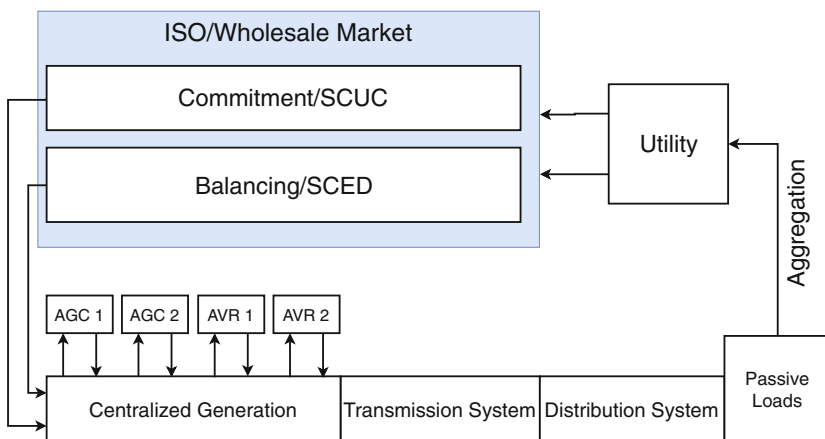 ISO/Wholesale Market
Commitment/SCUC
Balancing/SCED
Utility
Aggregation
AGC 1
AGC 2
AVR 1
AVR 2
Centralized Generation
Transmission System
Distribution System
Passive
Loads